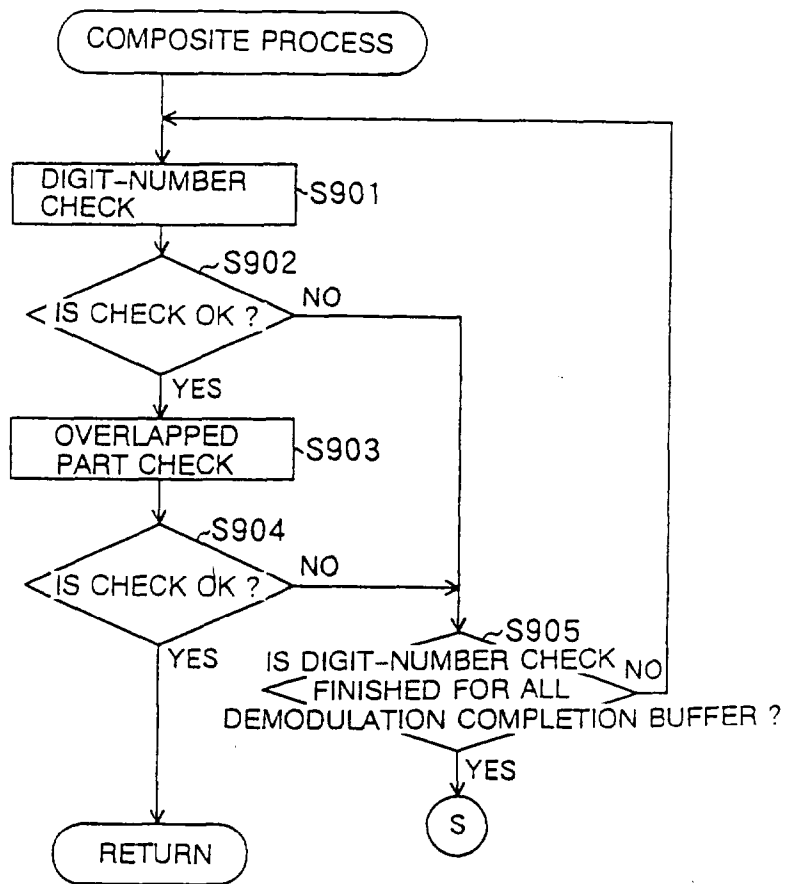 COMPOSITE PROCESS
DIGIT-NUMBER
CHECK
S901
S902
IS CHECK OK ?
NO
YES
OVERLAPPED
PART CHECK
S903
S904
IS CHECK OK ?
NO
YES
S905
IS DIGIT-NUMBER CHECK
NO
FINISHED FOR ALL
DEMODULATION COMPLETION BUFFER ?
YES
S
RETURN